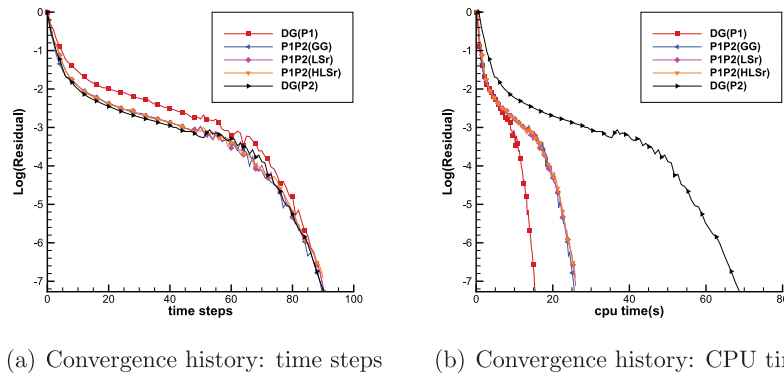 DG(P1)
P1P2(GG)
P1P2(LSr)
P1P2(HLSr)
DG(P2)
Log(Residual)
0
-1
-2
-3
-4
-5
-6
-7
0 20 40 60 80 100
time steps
(a) Convergence history: time steps
DG(P1)
P1P2(GG)
P1P2(LSr)
P1P2(HLSr)
DG(P2)
Log(Residual)
0
-1
-2
-3
-4
-5
-6
-7
0 20 40 60 80
cpu time(s)
(b) Convergence history: CPU